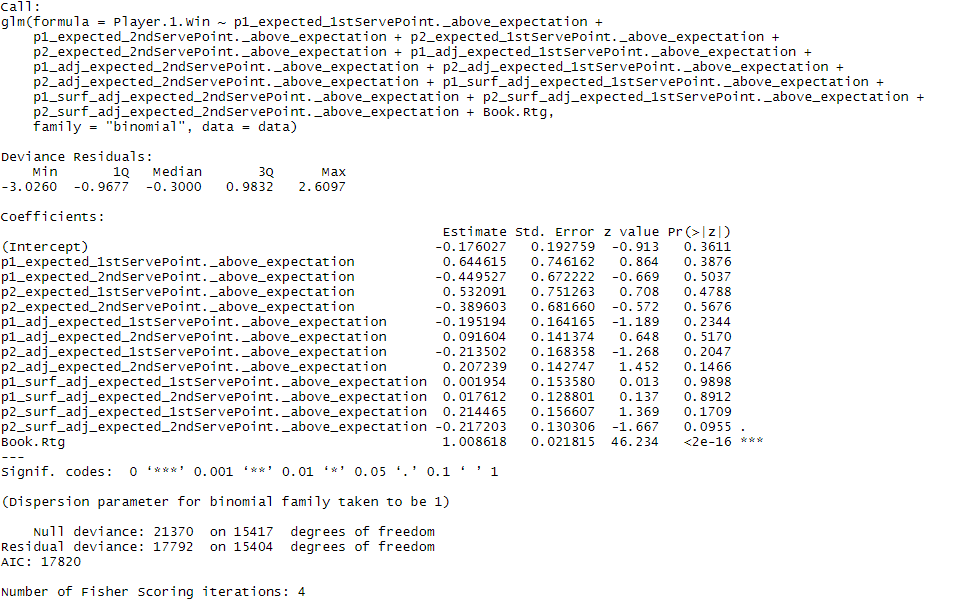 Call:
glm(formula = Player.1.Win ~ p1_expected_1stServePoint._above_expectation +
    p1_expected_2ndServePoint._above_expectation + p2_expected_1stServePoint._above_expectation +
    p2_expected_2ndServePoint._above_expectation + p1_adj_expected_1stServePoint._above_expectation +
    p1_adj_expected_2ndServePoint._above_expectation + p2_adj_expected_1stServePoint._above_expectation +
    p2_adj_expected_2ndServePoint._above_expectation + p1_surf_adj_expected_1stServePoint._above_expectation +
    p1_surf_adj_expected_2ndServePoint._above_expectation + p2_surf_adj_expected_1stServePoint._above_expectation +
    p2_surf_adj_expected_2ndServePoint._above_expectation + Book.Rtg,
    family = "binomial", data = data)

Deviance Residuals:
    Min      1Q   Median      3Q     Max
-3.0260  -0.9677  -0.3000   0.9832   2.6097

Coefficients:
                                                       Estimate Std. Error z value Pr(>|z|)
(Intercept)                                           -0.176027   0.192759  -0.913   0.3611
p1_expected_1stServePoint._above_expectation           0.644615   0.746162   0.864   0.3876
p1_expected_2ndServePoint._above_expectation          -0.449527   0.672222  -0.669   0.5037
p2_expected_1stServePoint._above_expectation           0.532091   0.751263   0.708   0.4788
p2_expected_2ndServePoint._above_expectation          -0.389603   0.681660  -0.572   0.5676
p1_adj_expected_1stServePoint._above_expectation      -0.195194   0.164165  -1.189   0.2344
p1_adj_expected_2ndServePoint._above_expectation       0.091604   0.141374   0.648   0.5170
p2_adj_expected_1stServePoint._above_expectation      -0.213502   0.168358  -1.268   0.2047
p2_adj_expected_2ndServePoint._above_expectation       0.207239   0.142747   1.452   0.1466
p1_surf_adj_expected_1stServePoint._above_expectation  0.001954   0.153580   0.013   0.9898
p1_surf_adj_expected_2ndServePoint._above_expectation  0.017612   0.128801   0.137   0.8912
p2_surf_adj_expected_1stServePoint._above_expectation  0.214465   0.156607   1.369   0.1709
p2_surf_adj_expected_2ndServePoint._above_expectation -0.217203   0.130306  -1.667   0.0955 .
Book.Rtg                                               1.008618   0.021815  46.234   <2e-16 ***
---
Signif. codes:  0 ‘***’ 0.001 ‘**’ 0.01 ‘*’ 0.05 ‘.’ 0.1 ‘ ’ 1

(Dispersion parameter for binomial family taken to be 1)

    Null deviance: 21370  on 15417  degrees of freedom
Residual deviance: 17792  on 15404  degrees of freedom
AIC: 17820

Number of Fisher Scoring iterations: 4